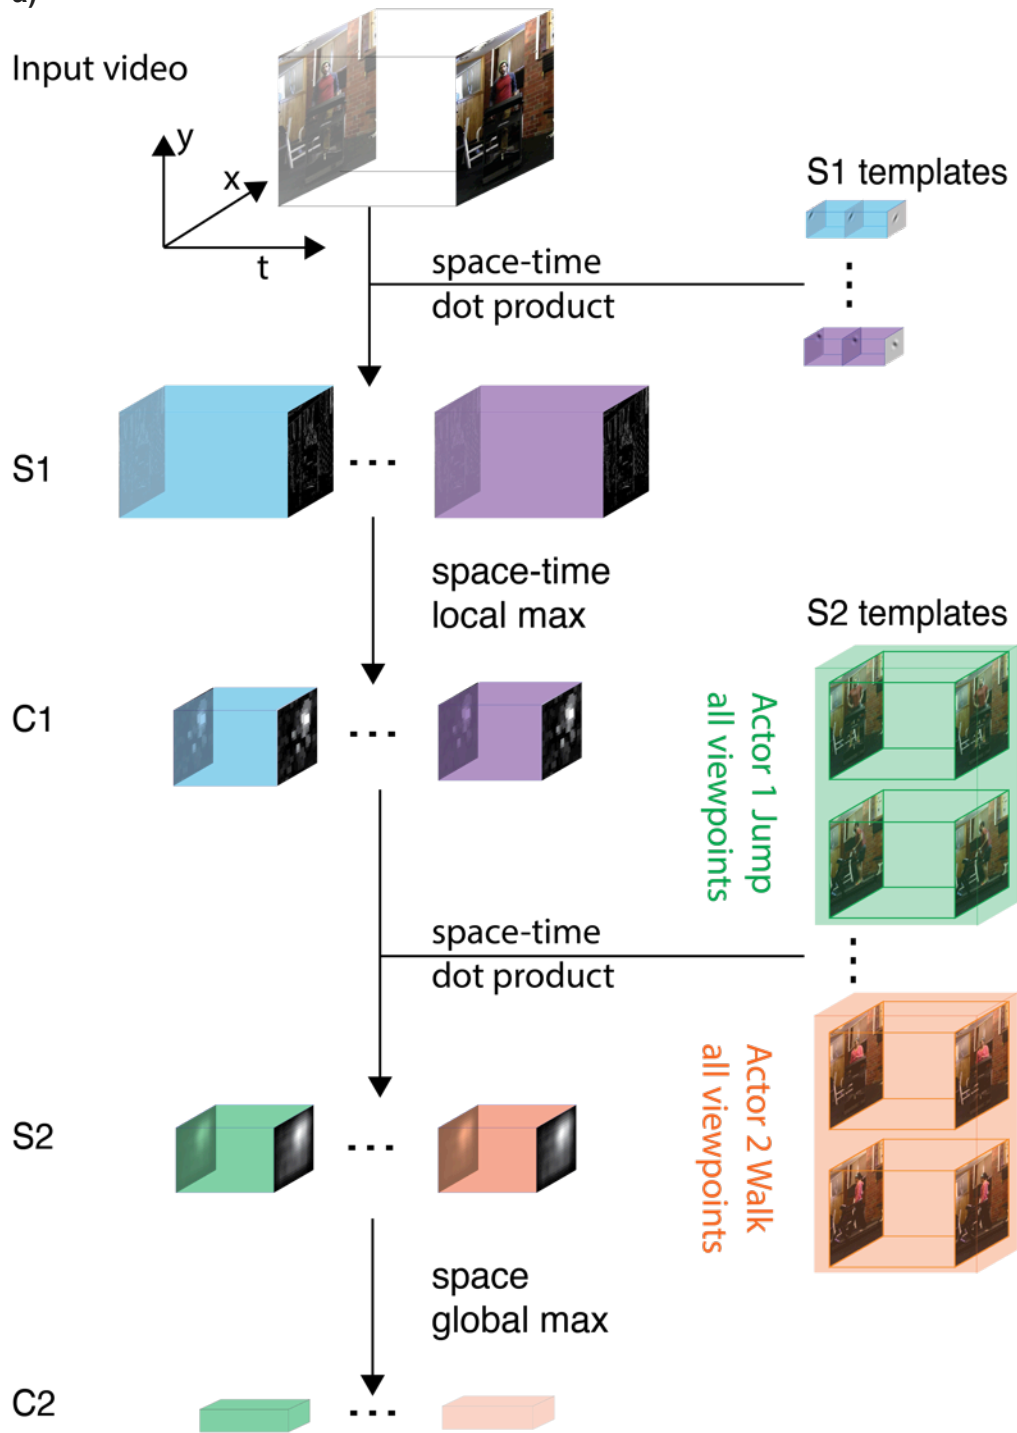 a)
Input video
y
x
t
S1 templates
space-time
dot product
S1
space-time
local max
S2 templates
C1
Actor 1 Jump
all viewpoints
space-time
dot product
Actor 2 Walk
all viewpoints
S2
space
global max
C2